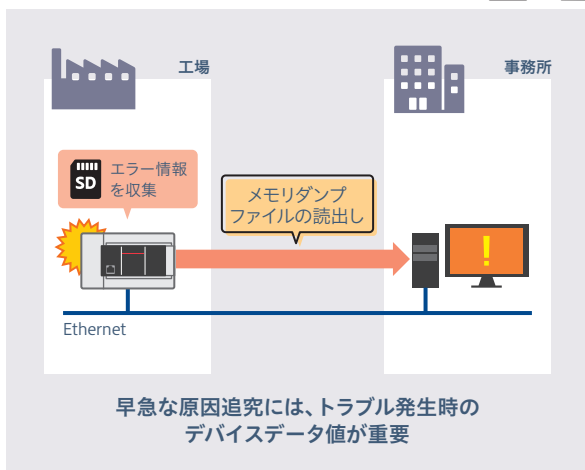 工場
事務所
SD
エラー情報
を収集
メモリダンプ
ファイルの読出し
!
Ethernet
早急な原因追究には、トラブル発生時の
デバイスデータ値が重要